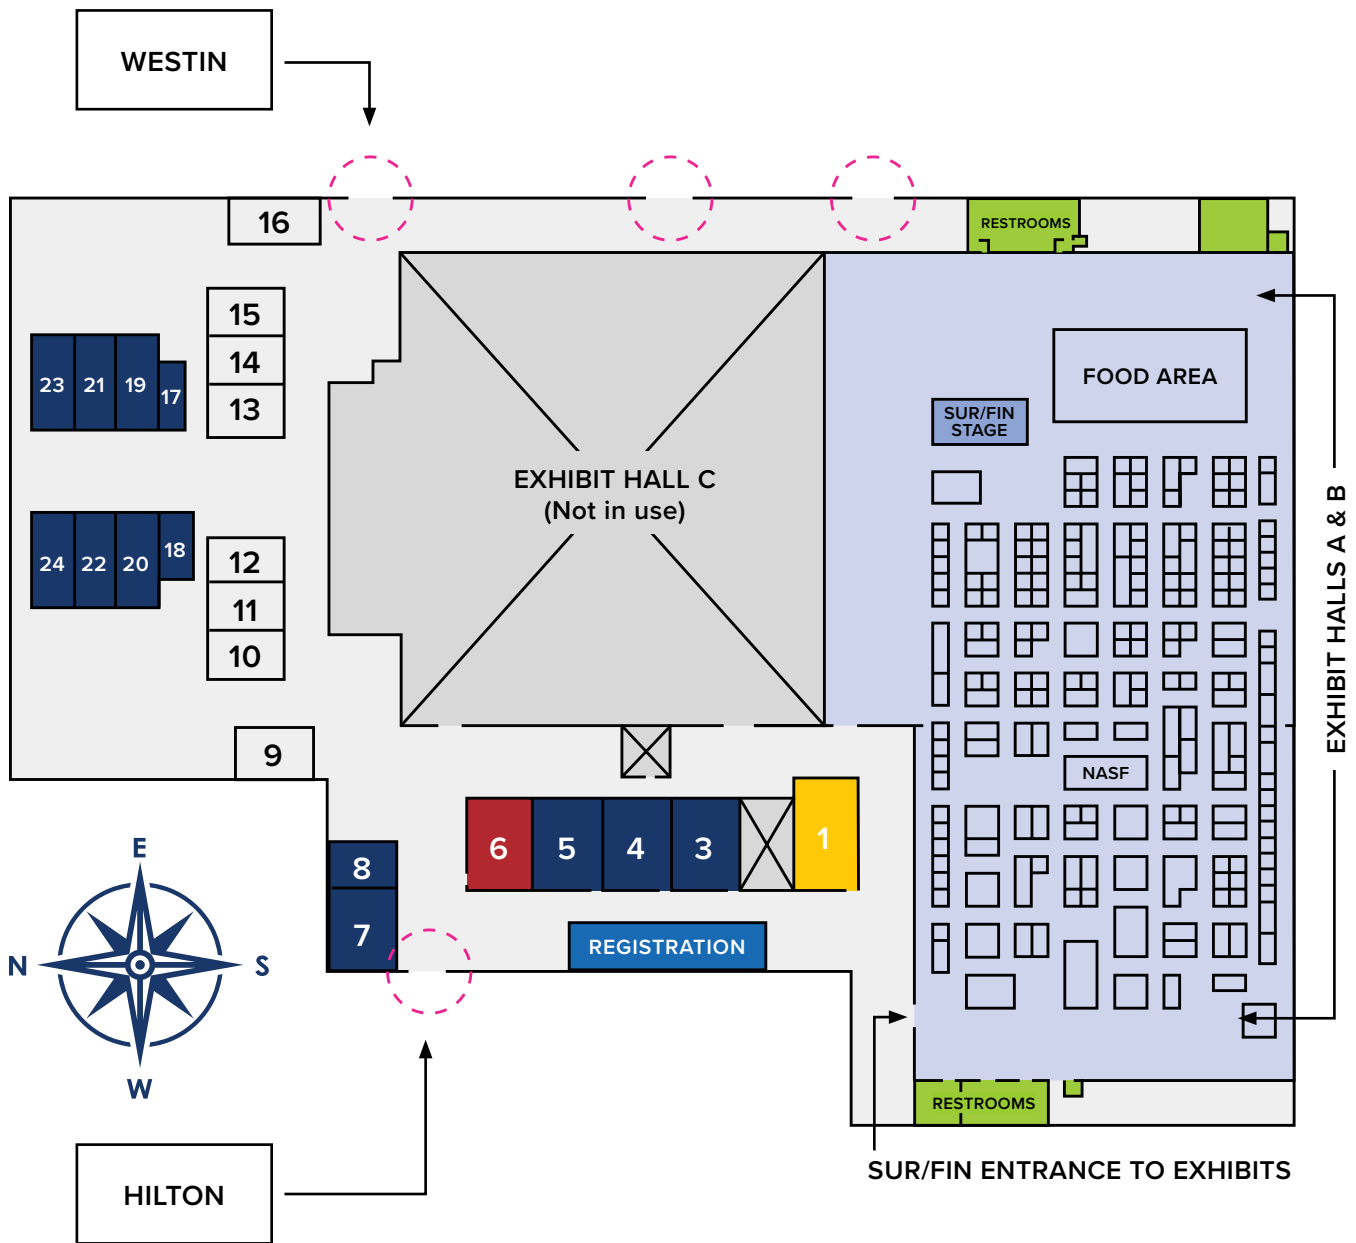 WESTIN
16
RESTROOMS
15
14
13
23
21
19
17
FOOD AREA
SUR/FIN
STAGE
EXHIBIT HALL C
(Not in use)
EXHIBIT HALLS A & B
24
22
20
18
12
11
10
9
NASF
6
5
4
3
1
8
7
REGISTRATION
E
N
S
W
RESTROOMS
SUR/FIN ENTRANCE TO EXHIBITS
HILTON